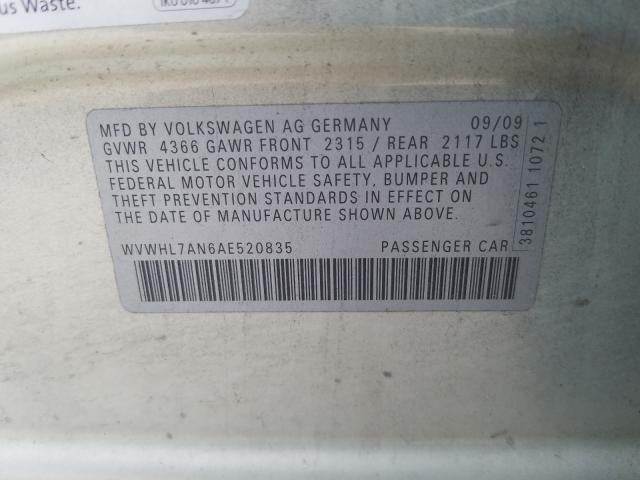 us Waste.
MFD BY VOLKSWAGEN AG GERMANY 09/09
GVWR 4366 GAWR FRONT 2315 / REAR 2117 LBS
THIS VEHICLE CONFORMS TO ALL APPLICABLE U.S.
FEDERAL MOTOR VEHICLE SAFETY, BUMPER AND
THEFT PREVENTION STANDARDS IN EFFECT ON
THE DATE OF MANUFACTURE SHOWN ABOVE.
WVWHL7AN6AE520835 PASSENGER CAR
3810461 1072 1